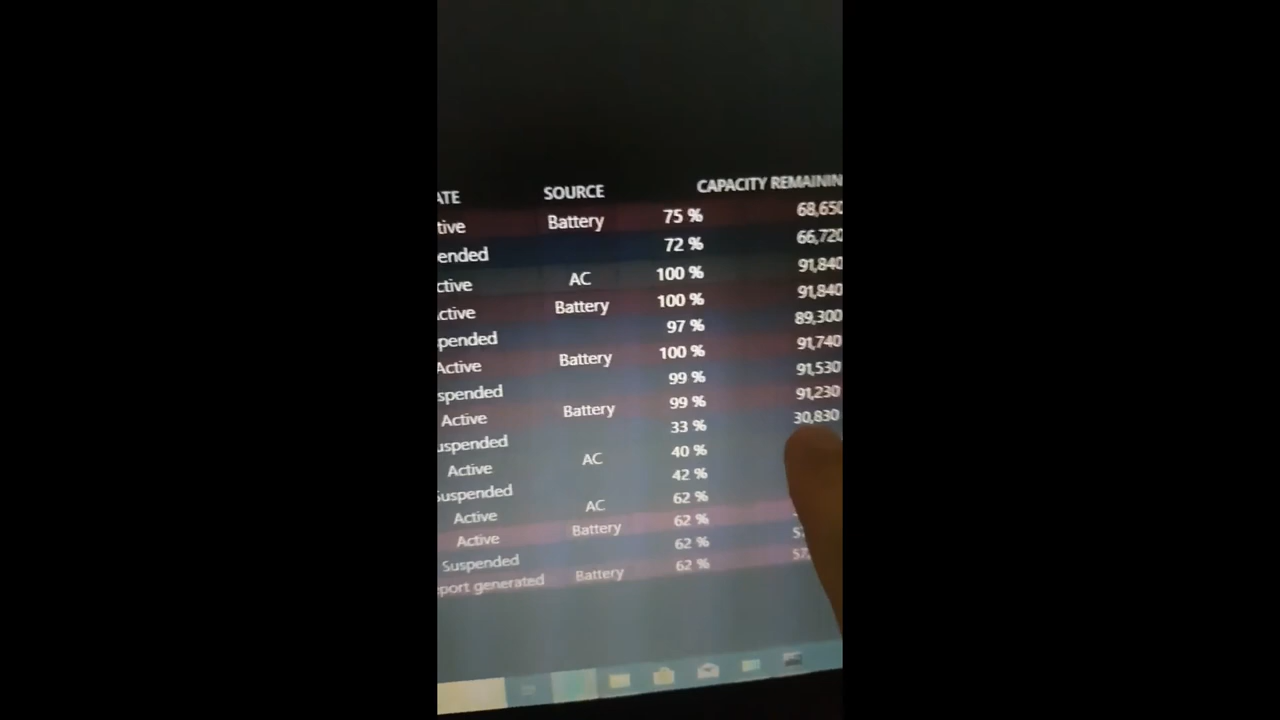 ATE SOURCE CAPACITY REMAININ
tive Battery 75 % 68,650
ended 72 % 66,720
ctive AC 100 % 91,840
ctive Battery 100 % 91,840
pended 97 % 89,300
Active Battery 100 % 91,740
spended 99 % 91,530
Active Battery 99 % 91,230
uspended 33 % 30,830
Active AC 40 %
Suspended 42 %
Active AC 62 %
Active Battery 62 %
Suspended 62 % 57
eport generated Battery 62 % 57,